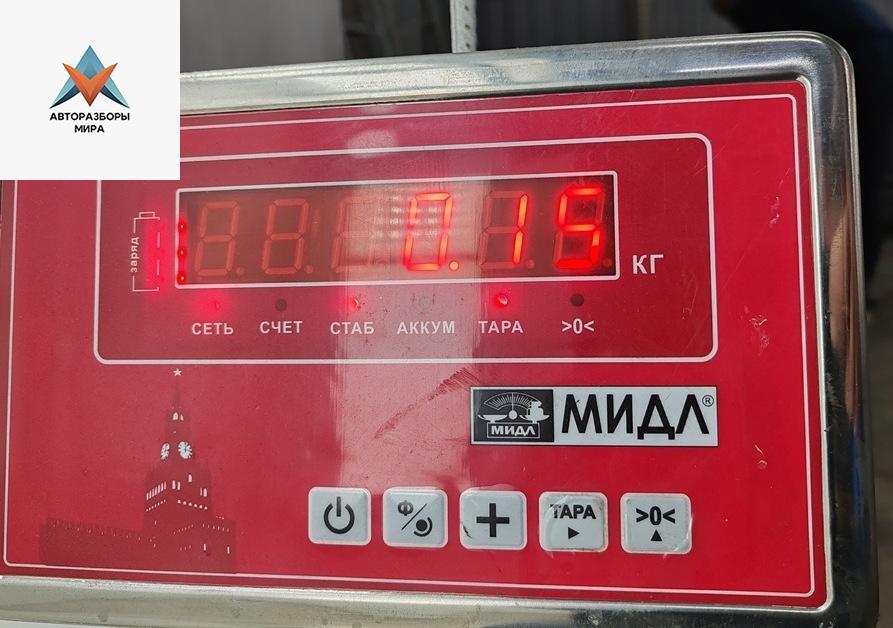 АВТОРАЗБОРЫ
МИРА
заряд
0.15
КГ
СЕТЬ СЧЕТ СТАБ АККУМ ТАРА >0<
МИДЛ МИДЛ®
Ф ТАРА >0<